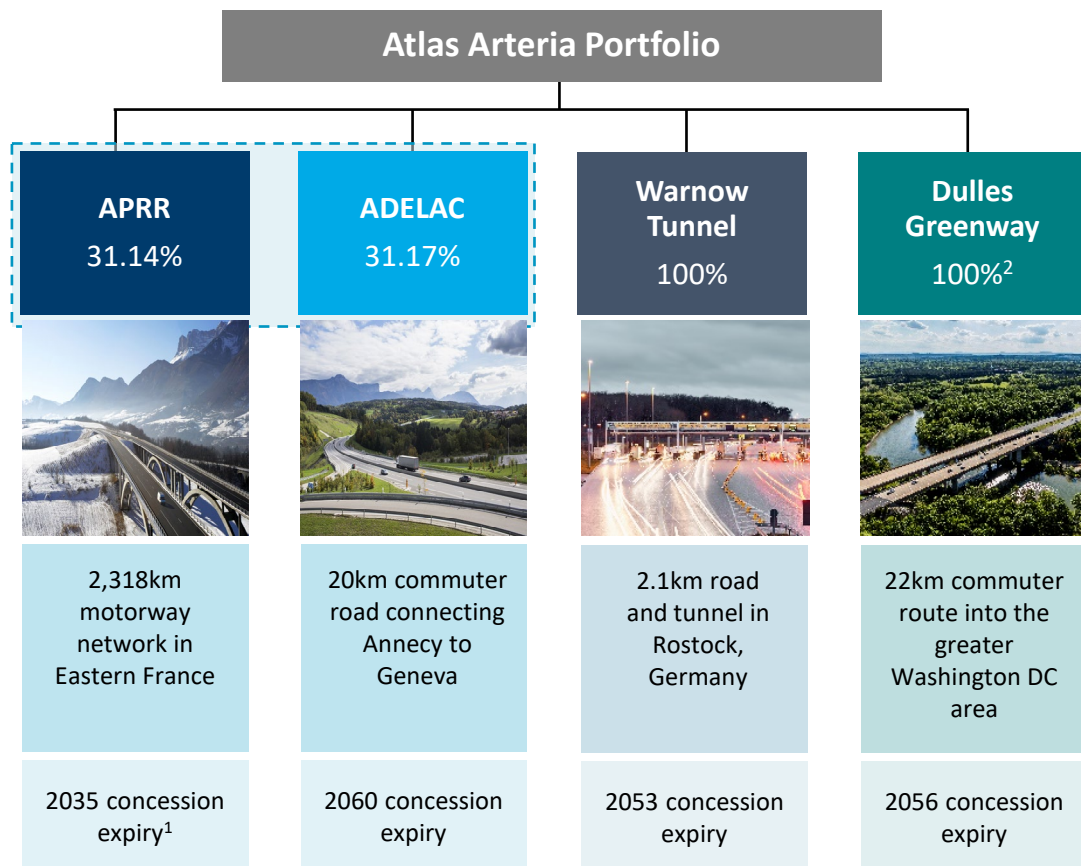 Atlas Arteria Portfolio
APRR
31.14%
ADELAC
31.17%
Warnow
Tunnel
100%
Dulles
Greenway
100%2
2,318km
motorway
network in
Eastern France
20km commuter
road connecting
Annecy to
Geneva
2.1km road
and tunnel in
Rostock,
Germany
22km commuter
route into the
greater
Washington DC
area
2035 concession
expiry1
2060 concession
expiry
2053 concession
expiry
2056 concession
expiry